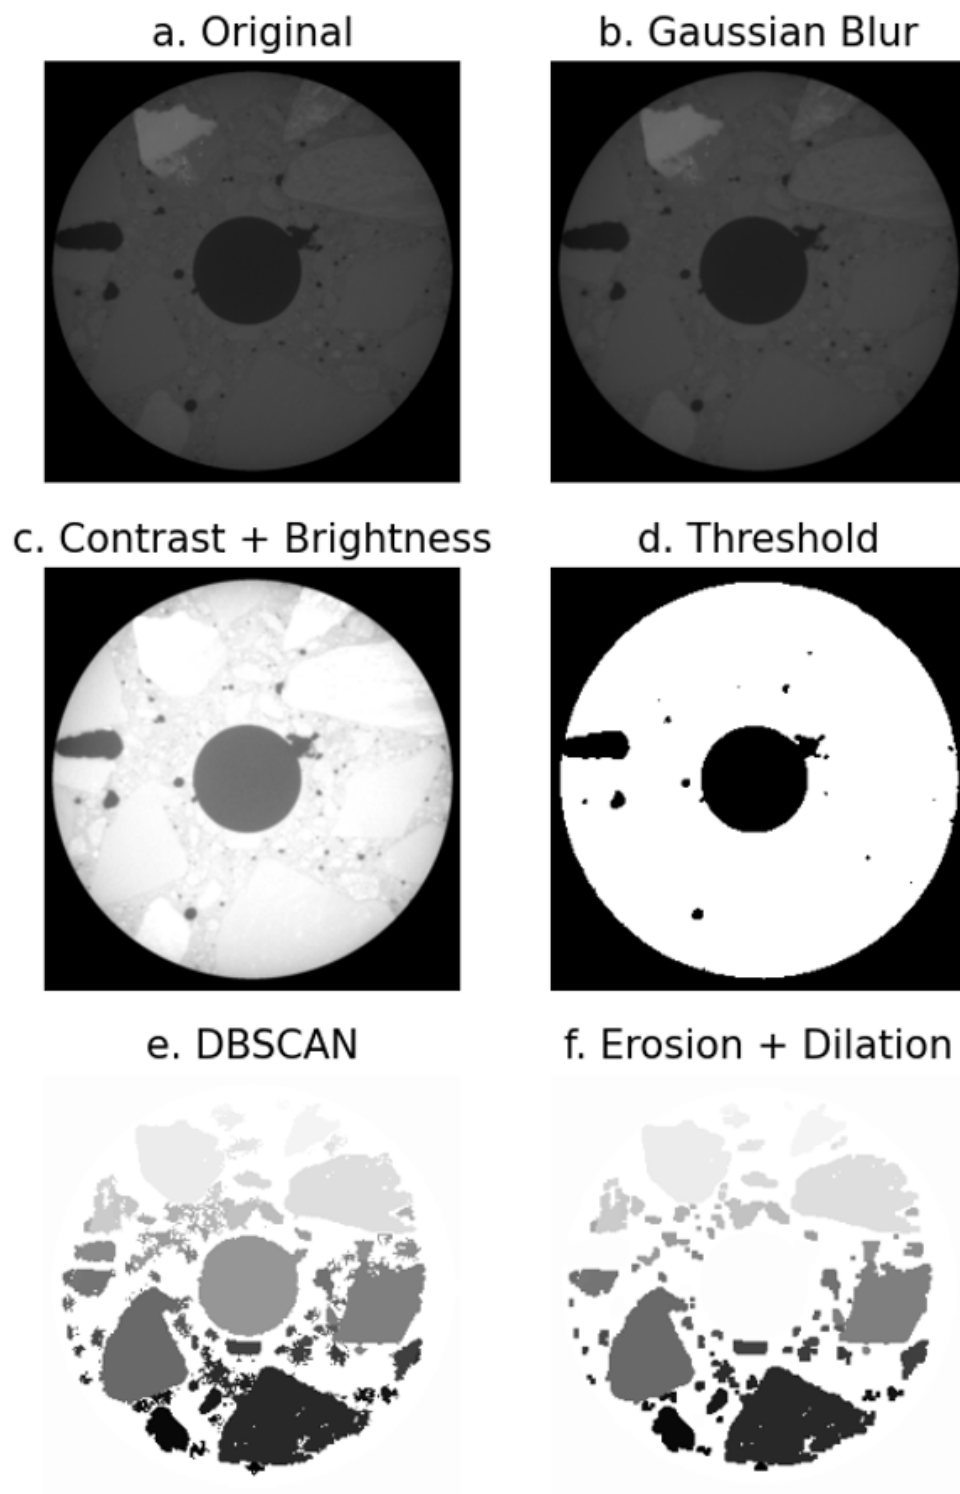 a. Original
b. Gaussian Blur
c. Contrast + Brightness
d. Threshold
e. DBSCAN
f. Erosion + Dilation